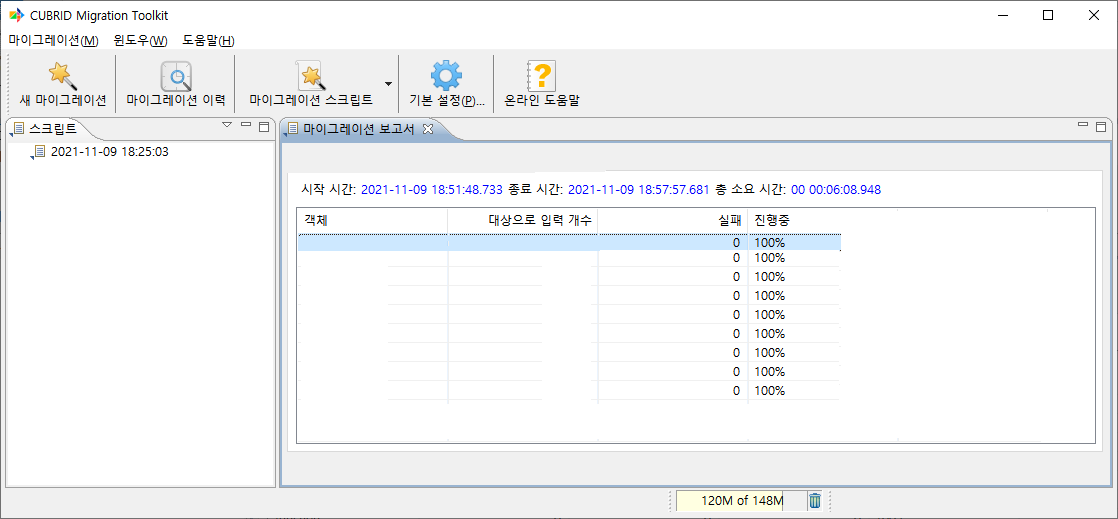 CUBRID Migration Toolkit
마이그레이션(M) 윈도우(W) 도움말(H)
새 마이그레이션 마이그레이션 이력 마이그레이션 스크립트 기본 설정(P)... 온라인 도움말
스크립트 마이그레이션 보고서
2021-11-09 18:25:03
시작 시간: 2021-11-09 18:51:48.733 종료 시간: 2021-11-09 18:57:57.681 총 소요 시간: 00 00:06:08.948
객체 대상으로 입력 개수 실패 진행중
0 100%
0 100%
0 100%
0 100%
0 100%
0 100%
0 100%
0 100%
0 100%
120M of 148M